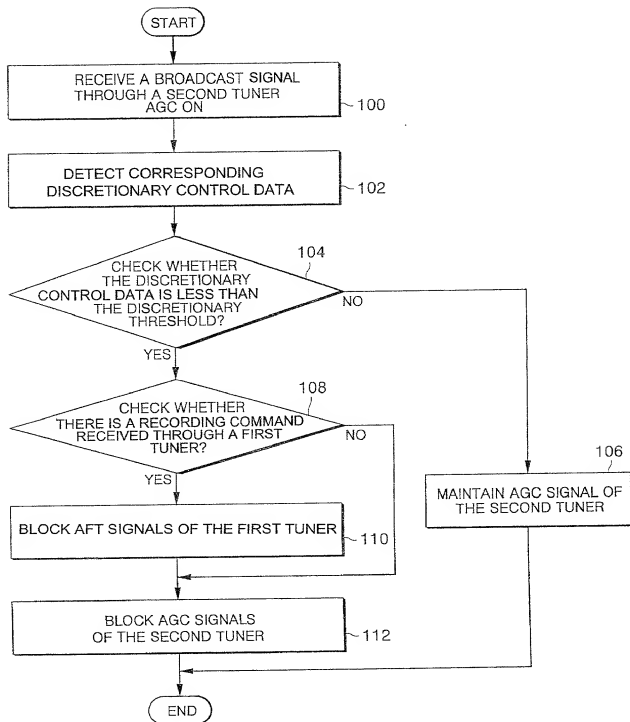 START
RECEIVE A BROADCAST SIGNAL
THROUGH A SECOND TUNER
AGC ON
100
DETECT CORRESPONDING
DISCRETIONARY CONTROL DATA
102
104
CHECK WHETHER
THE DISCRETIONARY
CONTROL DATA IS LESS THAN
THE DISCRETIONARY
THRESHOLD?
NO
YES
108
CHECK WHETHER
THERE IS A RECORDING COMMAND
RECEIVED THROUGH A FIRST
TUNER?
NO
YES
106
MAINTAIN AGC SIGNAL OF
THE SECOND TUNER
BLOCK AFT SIGNALS OF THE FIRST TUNER
110
BLOCK AGC SIGNALS
OF THE SECOND TUNER
112
END